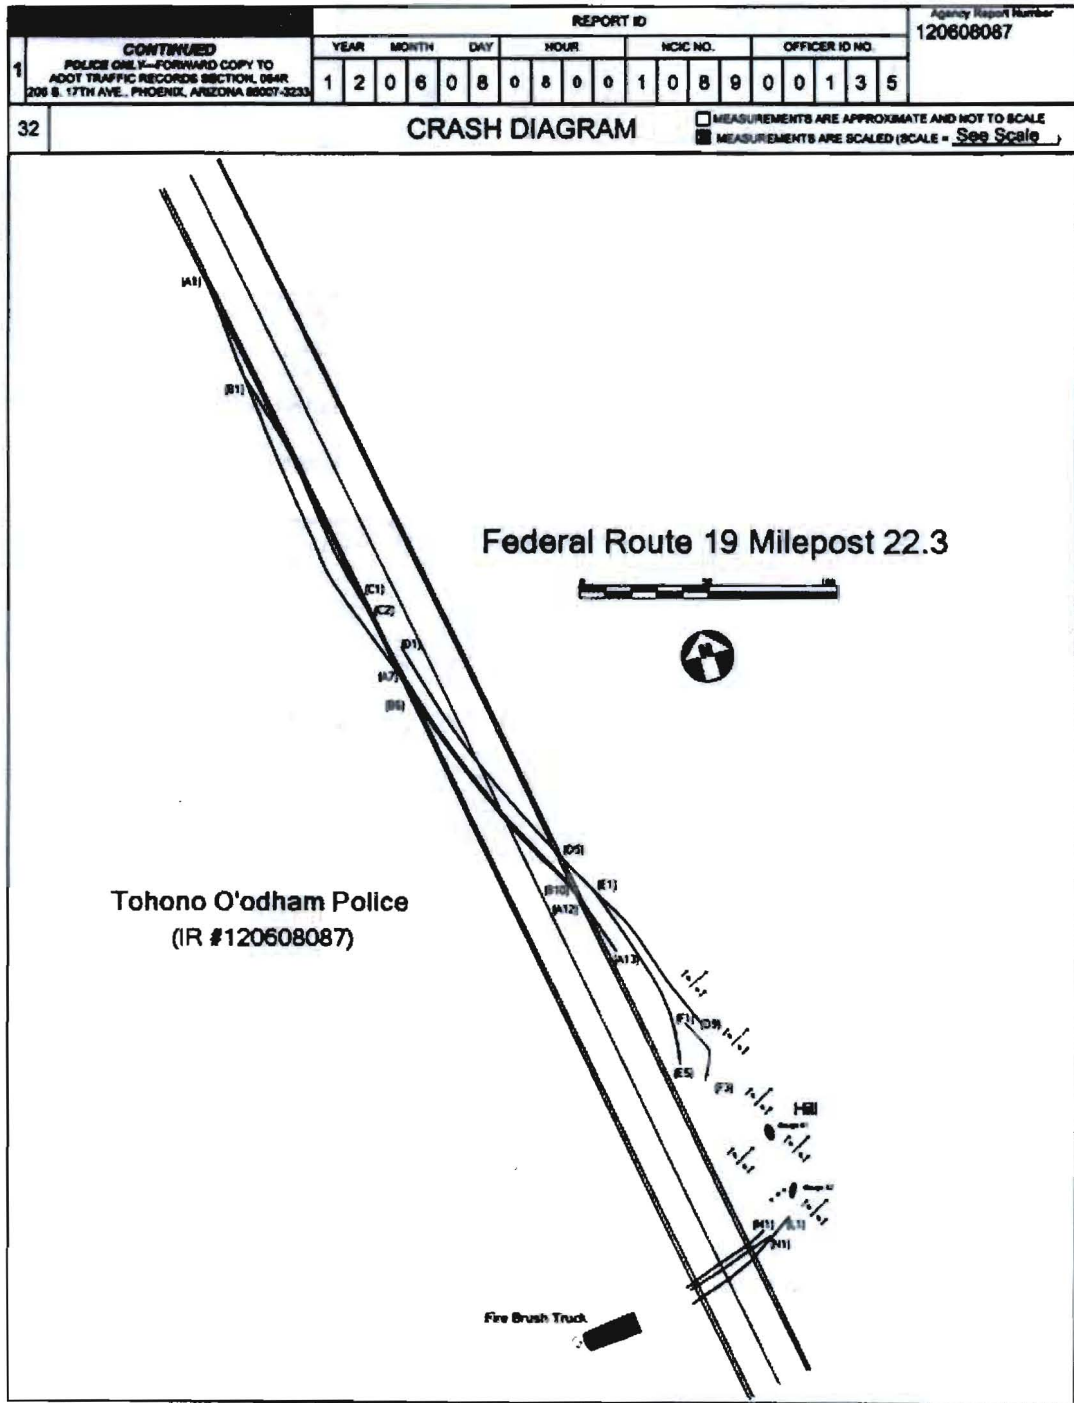 REPORT ID
Agency Report Number
120608087
1
CONTINUED
POLICE ONLY—FORWARD COPY TO
ADOT TRAFFIC RECORDS SECTION, 064R
206 S. 17TH AVE., PHOENIX, ARIZONA 85007-3233
YEAR MONTH DAY HOUR NCIC NO. OFFICER ID NO.
1 2 0 6 0 8 0 8 0 0 1 0 8 9 0 0 1 3 5
32
CRASH DIAGRAM
MEASUREMENTS ARE APPROXIMATE AND NOT TO SCALE
MEASUREMENTS ARE SCALED (SCALE = See Scale )
(A1)
(B1)
Federal Route 19 Milepost 22.3
0 50 100
(C1)
(C2)
(D1)
N
(A7)
(B6)
(D5)
(E1)
(B10)
(A12)
Tohono O'odham Police
(IR #120608087)
(A13)
(F1) (D9)
(E5)
(F3)
Hill
(M1) (L1)
(N1)
Fire Brush Truck